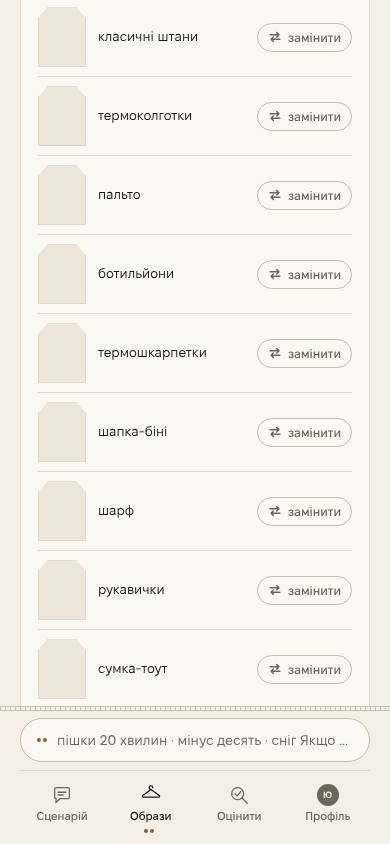 класичні штани
замінити
термоколготки
замінити
пальто
замінити
ботильйони
замінити
термошкарпетки
замінити
шапка-біні
замінити
шарф
замінити
рукавички
замінити
сумка-тоут
замінити
пішки 20 хвилин · мінус десять · сніг Якщо ...
Сценарій
Образи
Оцінити
Ю
Профіль